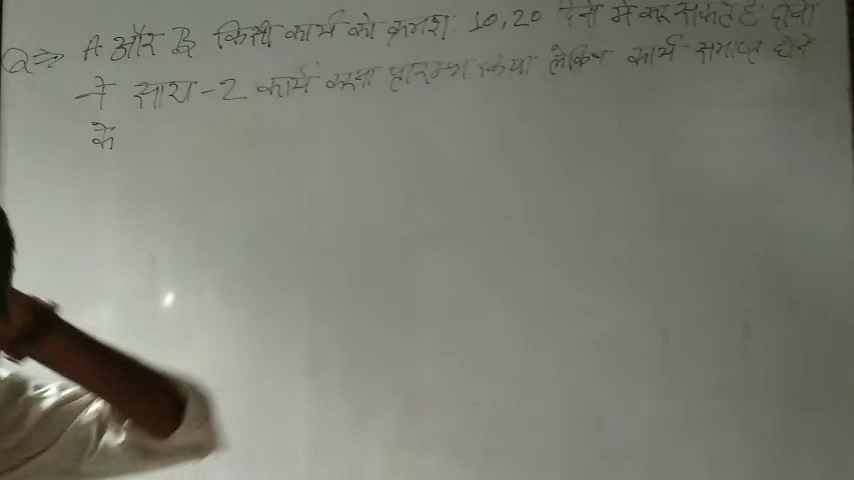 Q⇒ A और B किसी कार्य को क्रमश: 10,20 दिनों में कर सकते है दोनों
ने साथ-2 कार्य करना प्रारम्भ किया लेकिन कार्य समाप्त होने
के